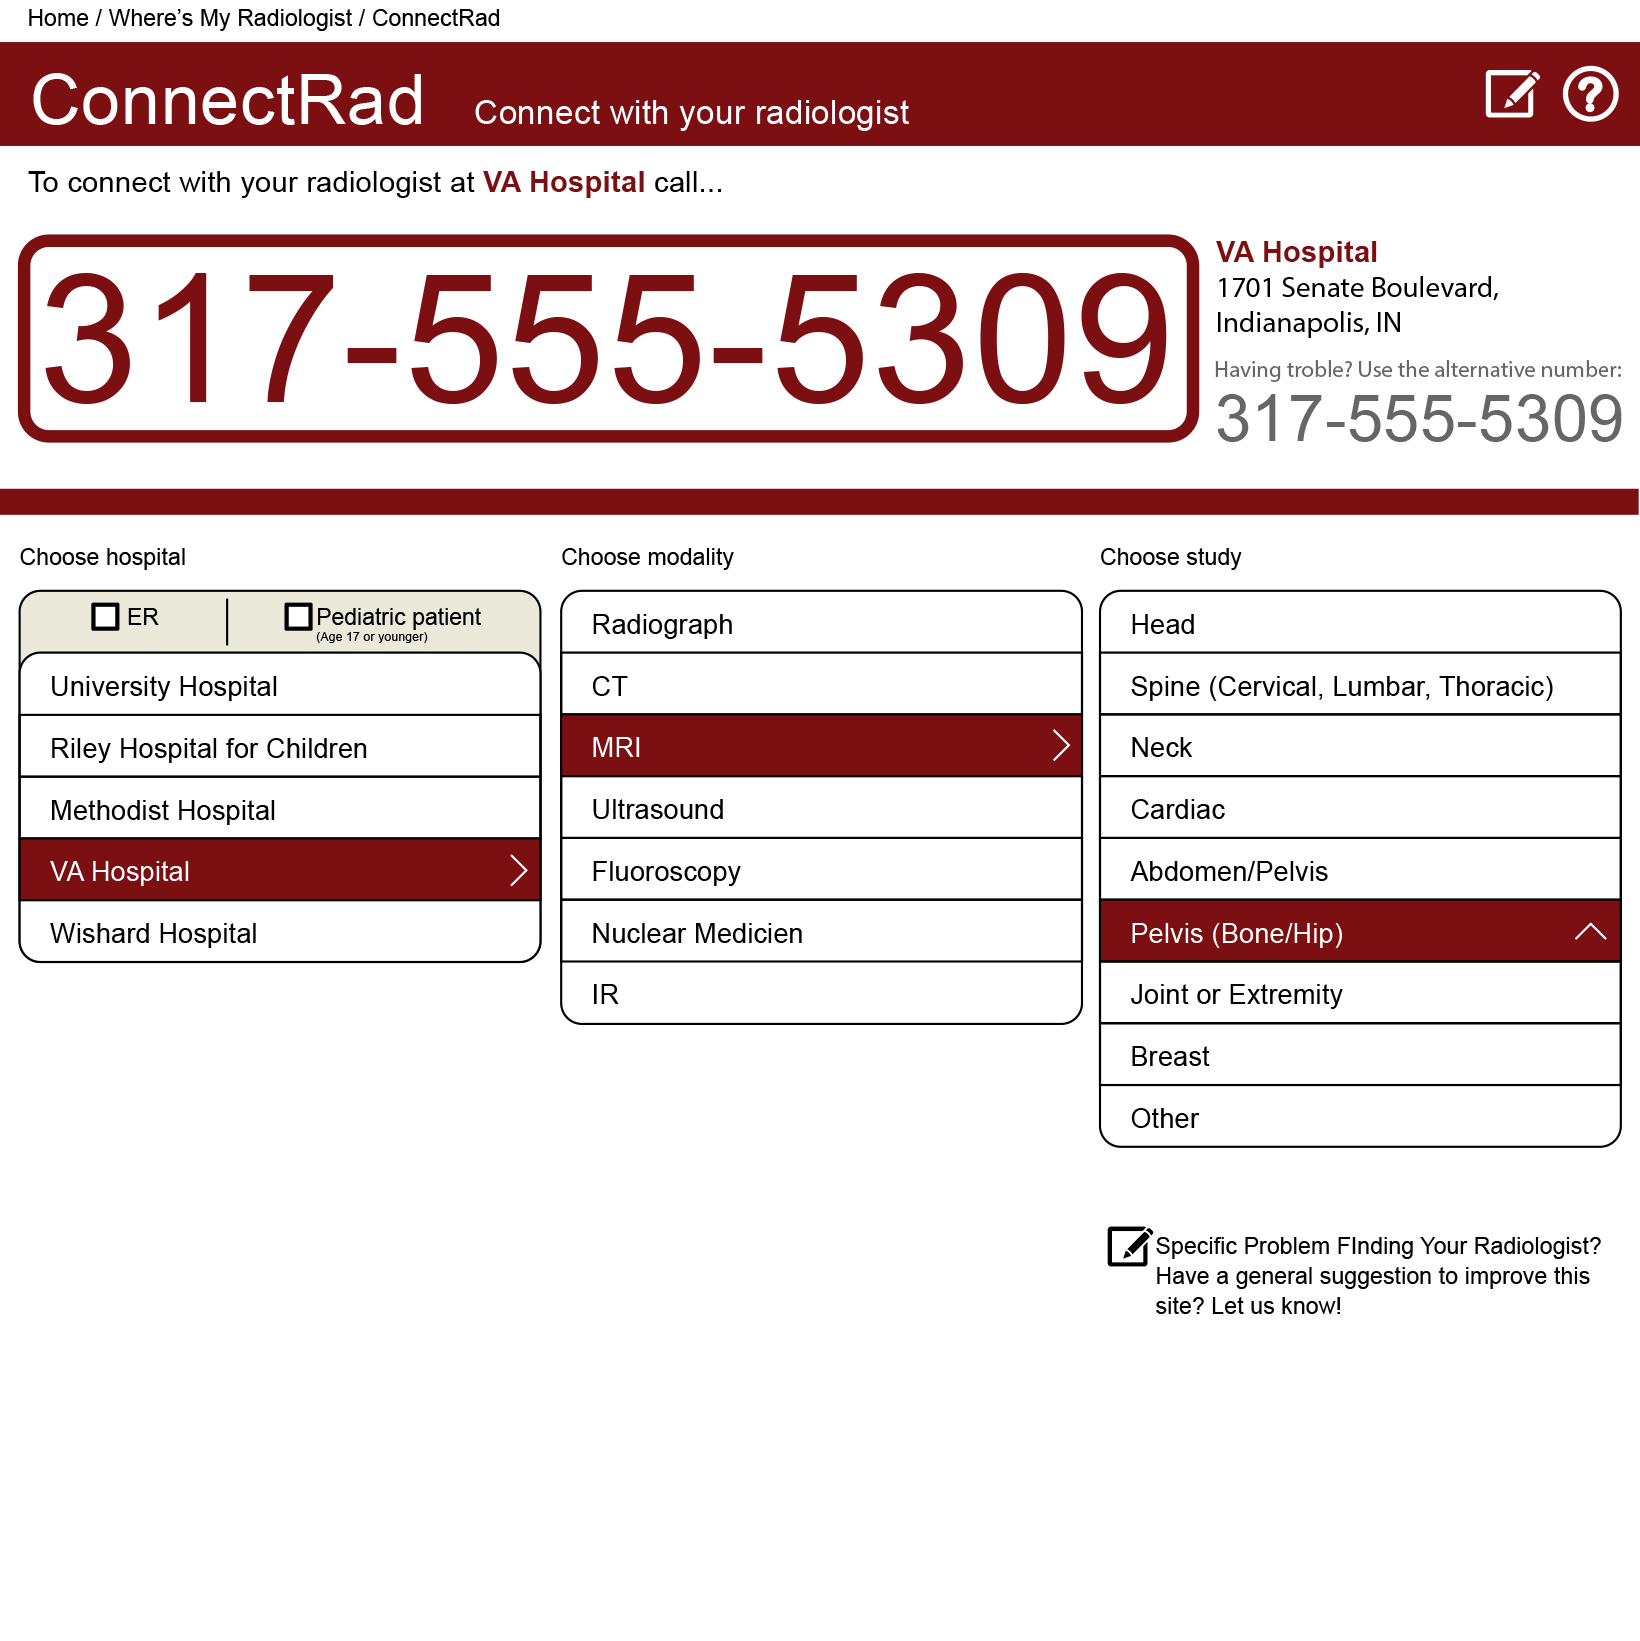 Home / Where’s My Radiologist / ConnectRad
ConnectRad Connect with your radiologist
To connect with your radiologist at VA Hospital call...
317-555-5309
VA Hospital
1701 Senate Boulevard,
Indianapolis, IN
Having troble? Use the alternative number:
317-555-5309
Choose hospital
ER
Pediatric patient
(Age 17 or younger)
University Hospital
Riley Hospital for Children
Methodist Hospital
VA Hospital
Wishard Hospital
Choose modality
Radiograph
CT
MRI
Ultrasound
Fluoroscopy
Nuclear Medicien
IR
Choose study
Head
Spine (Cervical, Lumbar, Thoracic)
Neck
Cardiac
Abdomen/Pelvis
Pelvis (Bone/Hip)
Joint or Extremity
Breast
Other
Specific Problem FInding Your Radiologist?
Have a general suggestion to improve this
site? Let us know!